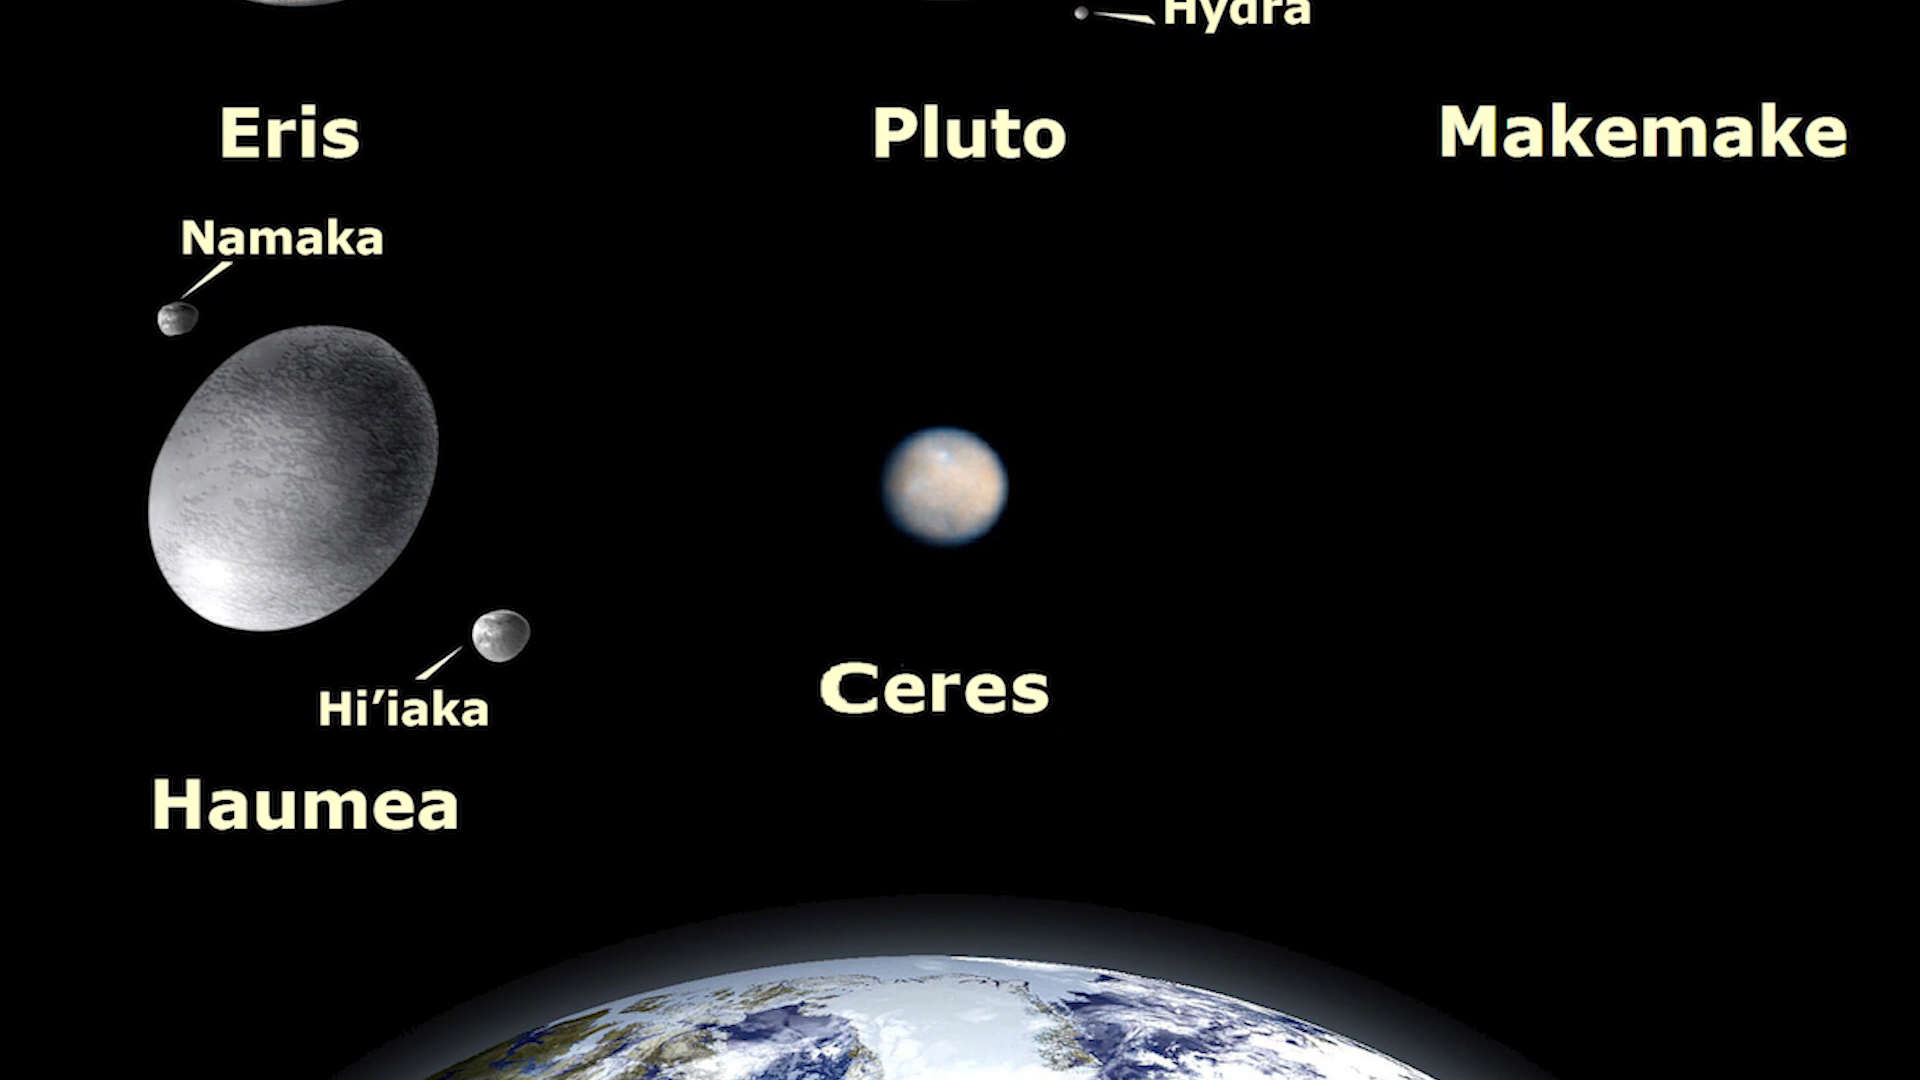 Hydra
Eris
Pluto
Makemake
Namaka
Ceres
Hi’iaka
Haumea